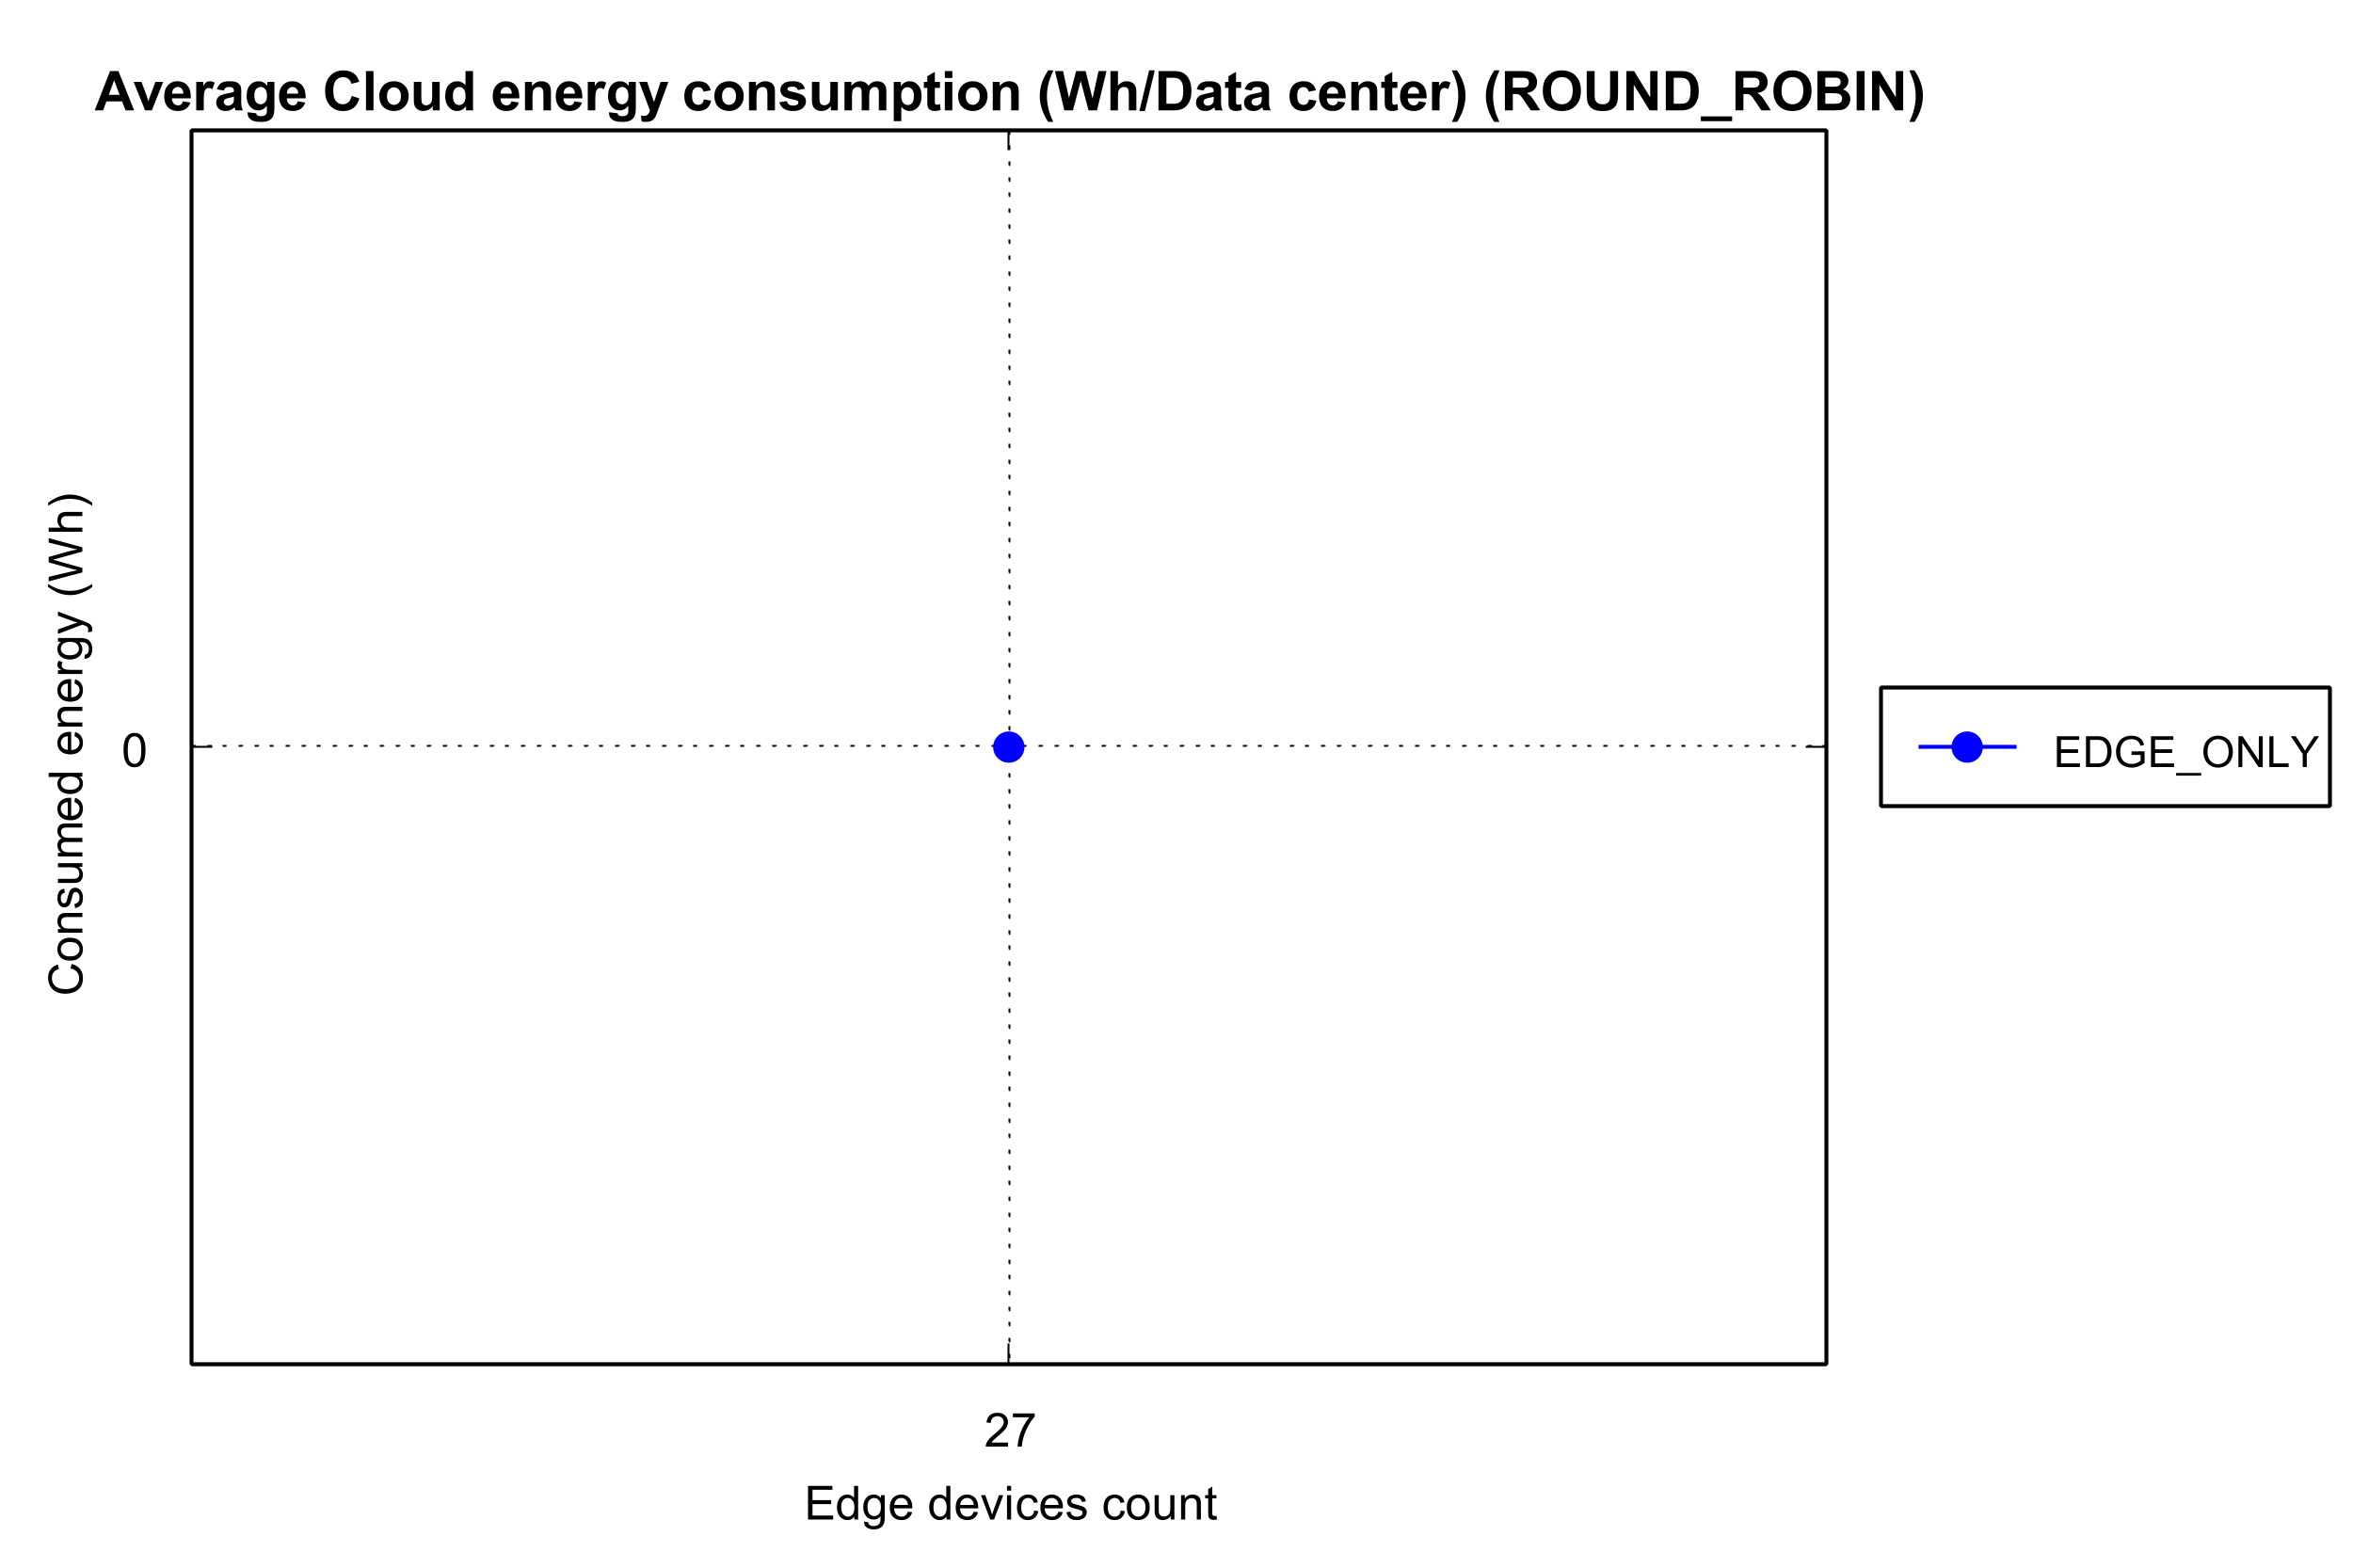 Average Cloud energy consumption (Wh/Data center) (ROUND_ROBIN)
Consumed energy (Wh)
0
EDGE_ONLY
27
Edge devices count